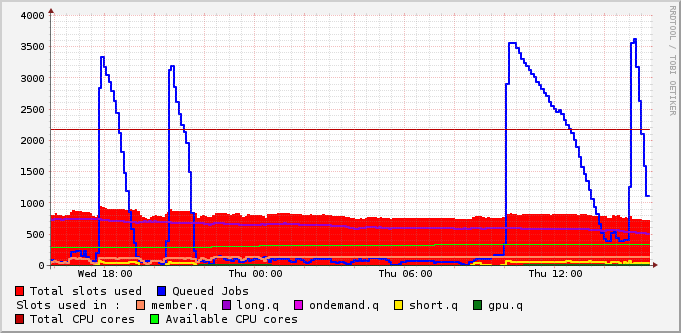 4000
3500
3000
2500
2000
1500
1000
500
0
Wed 18:00 Thu 00:00 Thu 06:00 Thu 12:00
RRDTOOL / TOBI OETIKER
Total slots used Queued Jobs
Slots used in : member.q long.q ondemand.q short.q gpu.q
Total CPU cores Available CPU cores